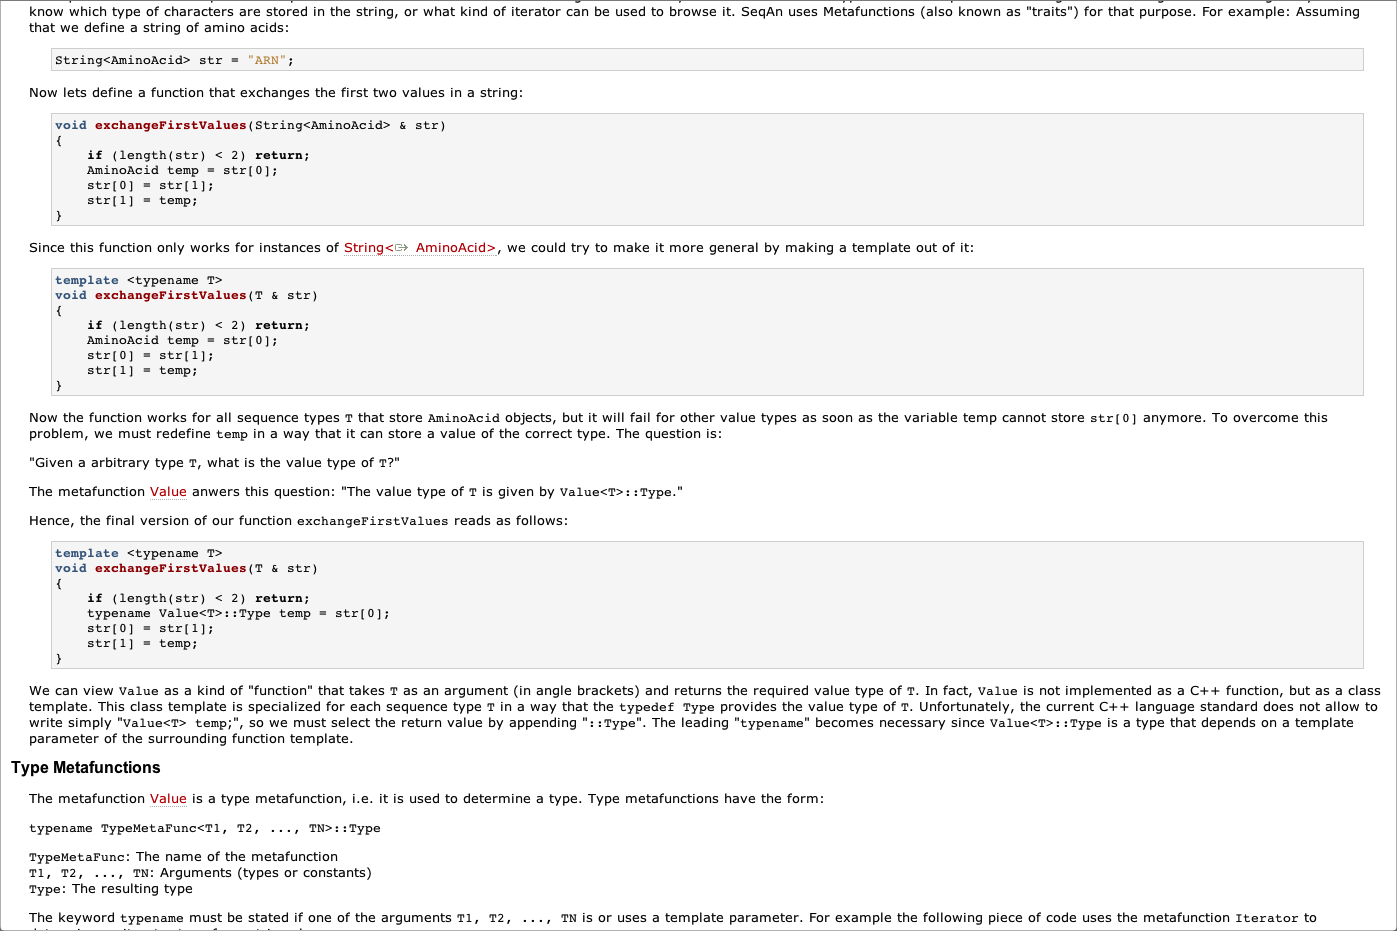 know which type of characters are stored in the string, or what kind of iterator can be used to browse it. SeqAn uses Metafunctions (also known as "traits") for that purpose. For example: Assuming
that we define a string of amino acids:
String<AminoAcid> str = "ARN";
Now lets define a function that exchanges the first two values in a string:
void exchangeFirstValues(String<AminoAcid> & str)
{
    if (length(str) < 2) return;
    AminoAcid temp = str[0];
    str[0] = str[1];
    str[1] = temp;
}
Since this function only works for instances of String< AminoAcid>, we could try to make it more general by making a template out of it:
template <typename T>
void exchangeFirstValues(T & str)
{
    if (length(str) < 2) return;
    AminoAcid temp = str[0];
    str[0] = str[1];
    str[1] = temp;
}
Now the function works for all sequence types T that store AminoAcid objects, but it will fail for other value types as soon as the variable temp cannot store str[0] anymore. To overcome this
problem, we must redefine temp in a way that it can store a value of the correct type. The question is:
"Given a arbitrary type T, what is the value type of T?"
The metafunction Value anwers this question: "The value type of T is given by Value<T>::Type."
Hence, the final version of our function exchangeFirstValues reads as follows:
template <typename T>
void exchangeFirstValues(T & str)
{
    if (length(str) < 2) return;
    typename Value<T>::Type temp = str[0];
    str[0] = str[1];
    str[1] = temp;
}
We can view Value as a kind of "function" that takes T as an argument (in angle brackets) and returns the required value type of T. In fact, Value is not implemented as a C++ function, but as a class
template. This class template is specialized for each sequence type T in a way that the typedef Type provides the value type of T. Unfortunately, the current C++ language standard does not allow to
write simply "Value<T> temp;", so we must select the return value by appending "::Type". The leading "typename" becomes necessary since Value<T>::Type is a type that depends on a template
parameter of the surrounding function template.
Type Metafunctions
The metafunction Value is a type metafunction, i.e. it is used to determine a type. Type metafunctions have the form:
typename TypeMetaFunc<T1, T2, ..., TN>::Type
TypeMetaFunc: The name of the metafunction
T1, T2, ..., TN: Arguments (types or constants)
Type: The resulting type
The keyword typename must be stated if one of the arguments T1, T2, ..., TN is or uses a template parameter. For example the following piece of code uses the metafunction Iterator to